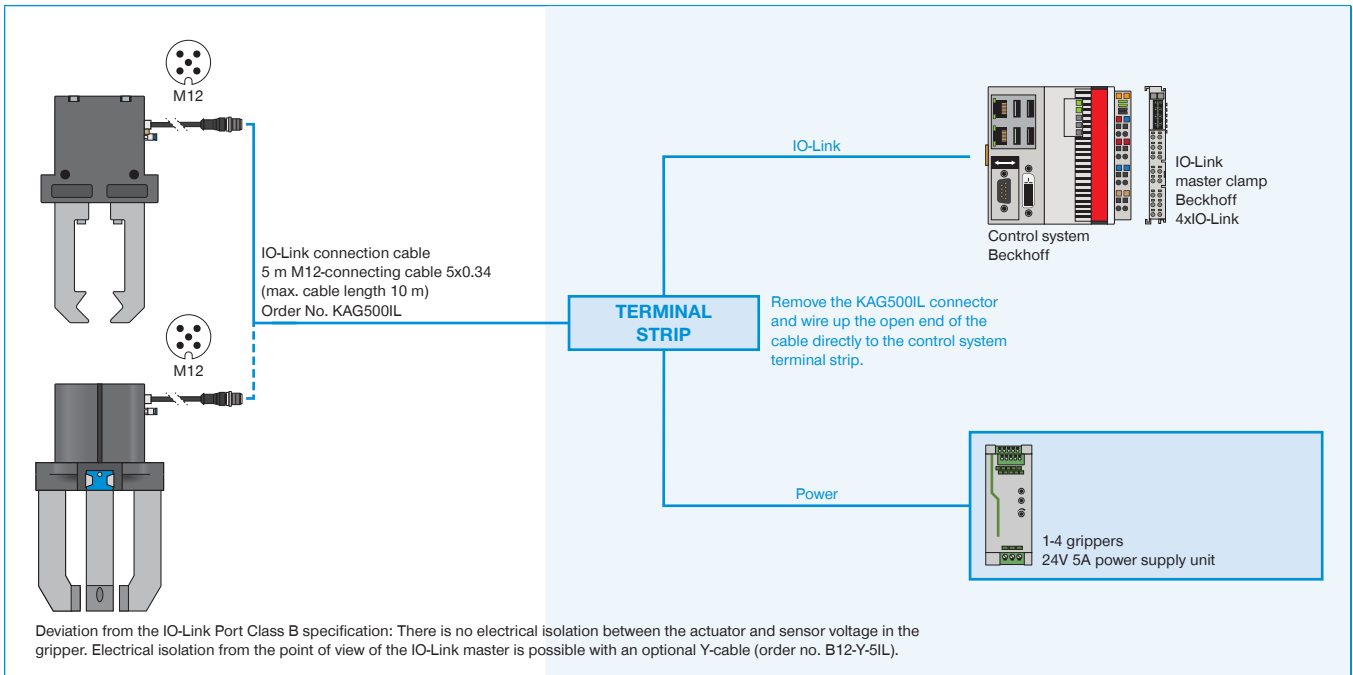 M12
IO-Link connection cable
5 m M12-connecting cable 5x0.34
(max. cable length 10 m)
Order No. KAG500IL
M12
TERMINAL
STRIP
IO-Link
Remove the KAG500IL connector
and wire up the open end of the
cable directly to the control system
terminal strip.
Control system
Beckhoff
IO-Link
master clamp
Beckhoff
4xIO-Link
Power
1-4 grippers
24V 5A power supply unit
Deviation from the IO-Link Port Class B specification: There is no electrical isolation between the actuator and sensor voltage in the
gripper. Electrical isolation from the point of view of the IO-Link master is possible with an optional Y-cable (order no. B12-Y-5IL).